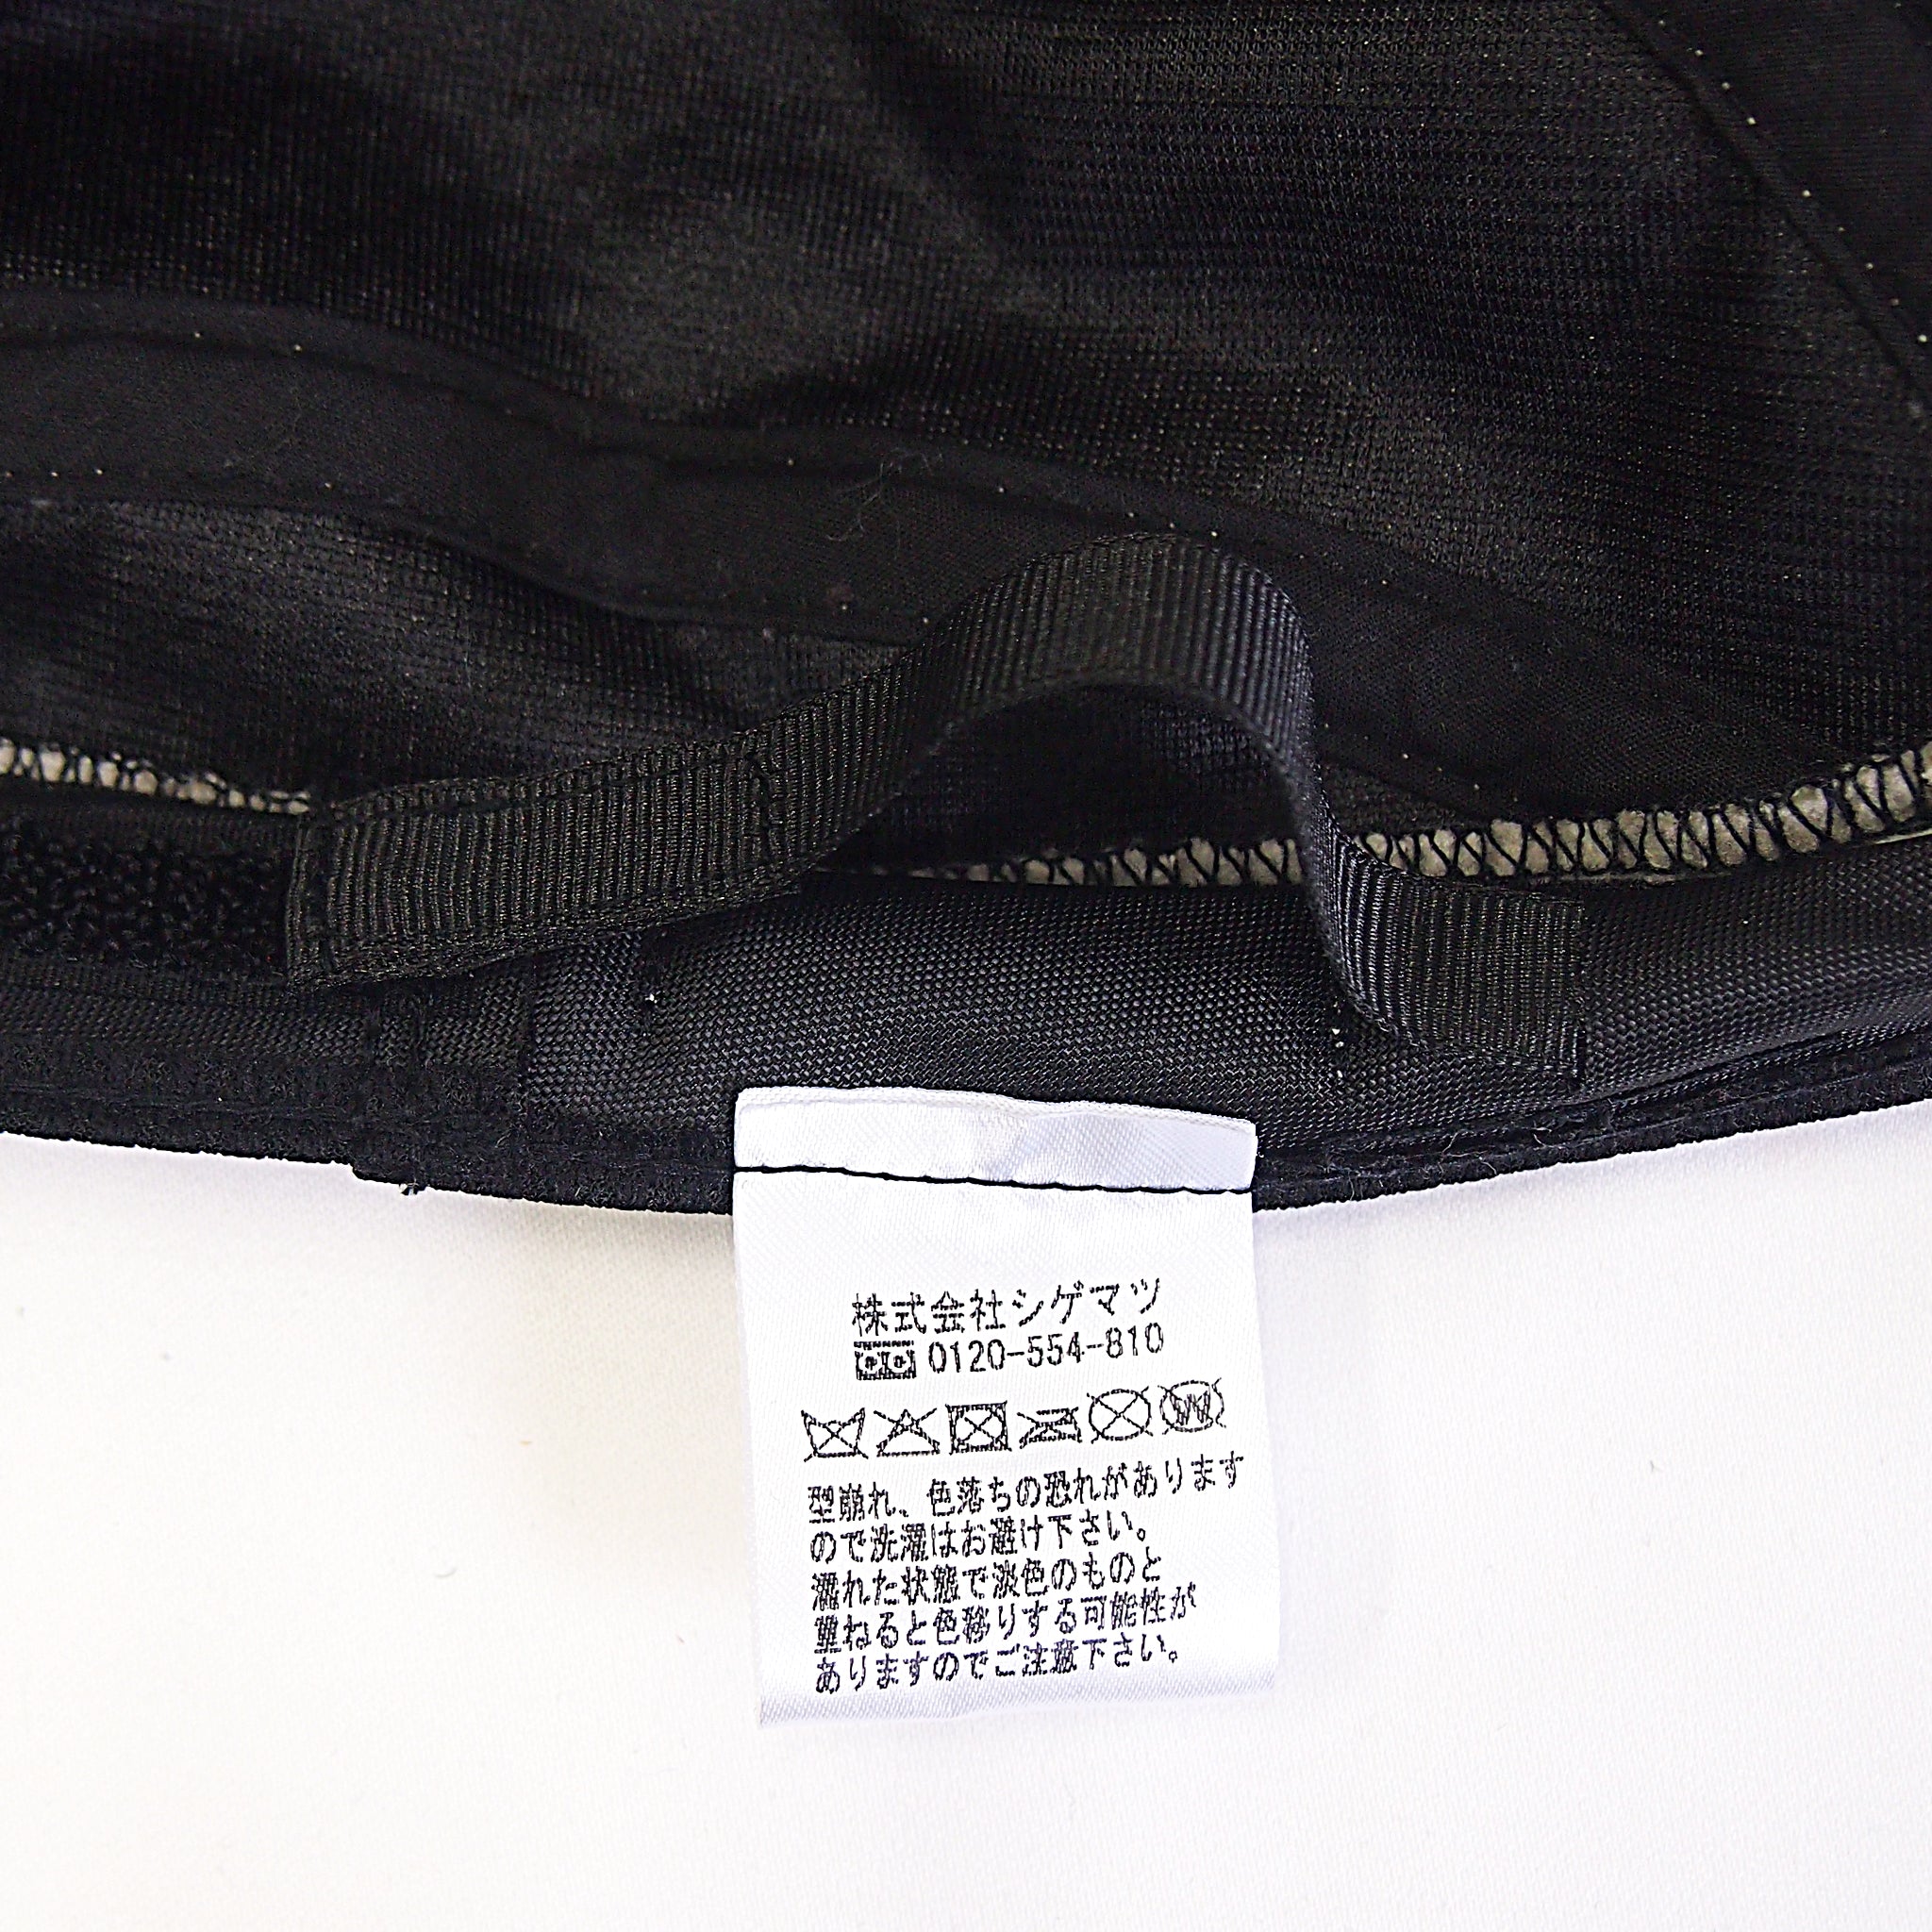 株式会社シゲマツ
0120-554-810
W
型崩れ、色落ちの恐れがあります
ので洗濯はお避け下さい。
濡れた状態で淡色のものと
重ねると色移りする可能性が
ありますのでご注意下さい。